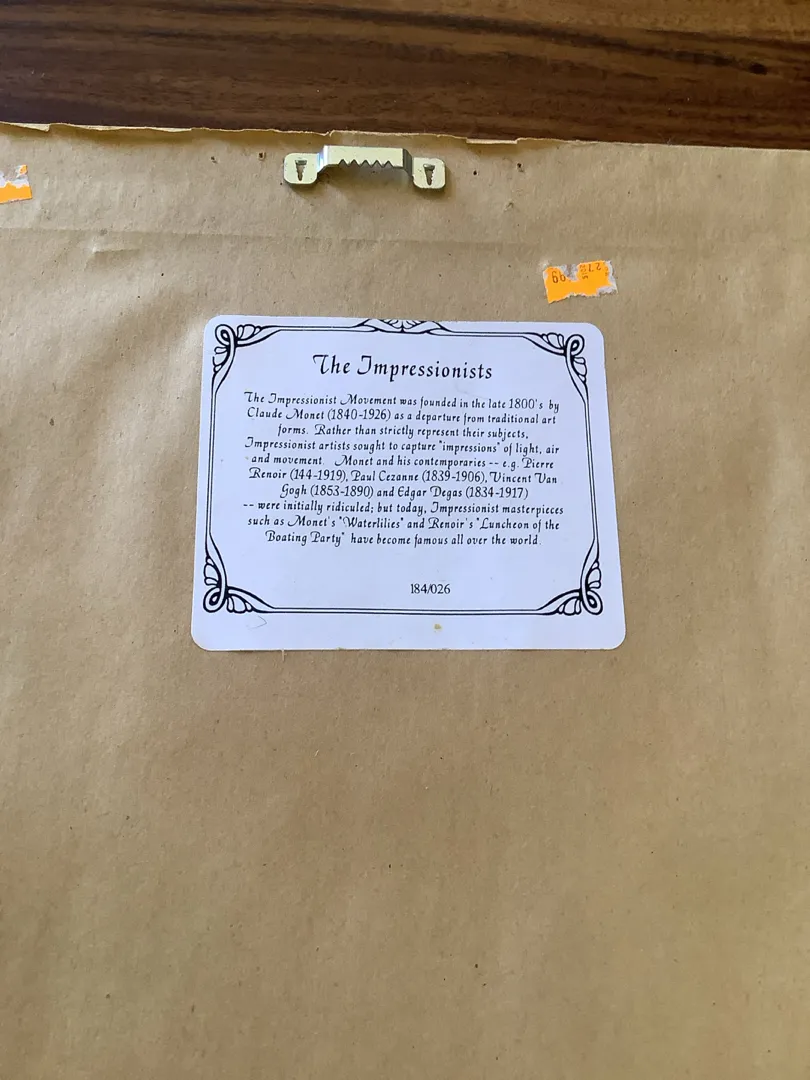 The Impressionists
The Impressionist Movement was founded in the late 1800's by
Claude Monet (1840-1926) as a departure from traditional art
forms. Rather than strictly represent their subjects,
Impressionist artists sought to capture "impressions" of light, air
and movement. Monet and his contemporaries -- e.g. Pierre
Renoir (144-1919), Paul Cezanne (1839-1906), Vincent Van
Gogh (1853-1890) and Edgar Degas (1834-1917)
-- were initially ridiculed; but today, Impressionist masterpieces
such as Monet's "Waterlilies" and Renoir's "Luncheon of the
Boating Party" have become famous all over the world.
184/026